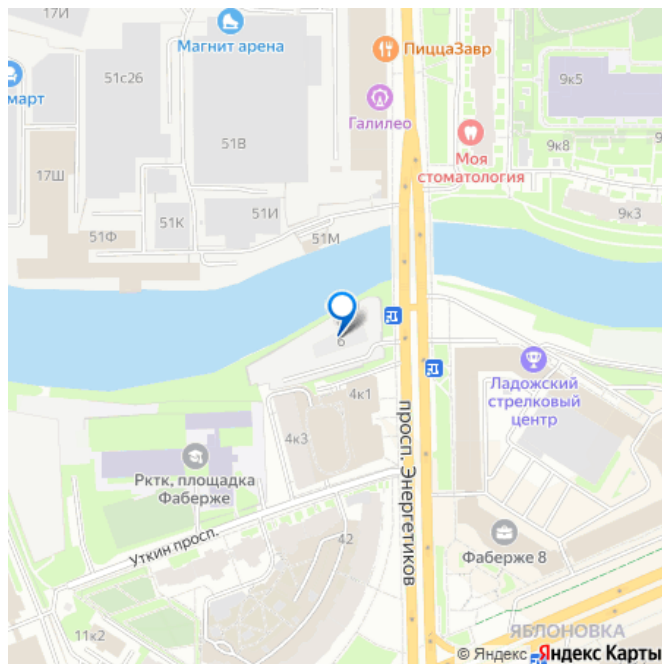 17И
Магнит арена
ПиццаЗавр
март
51с26
9к5
Галилео
51В
Моя
стоматология
9к8
9
17Ш
51К
51И
9к3
51Ф
51М
6
Ладожский
стрелковый
центр
4к1
просп. Энергетиков
4к3
Рктк, площадка
Фаберже
Уткин просп.
42
Фаберже 8
11к2
ЯБЛОНОВКА
© Яндекс Яндекс Карты